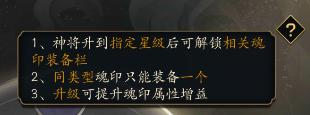 1、神将升到指定星级后可解锁相关魂
印装备栏
2、同类型魂印只能装备一个
3、升级可提升魂印属性增益
?